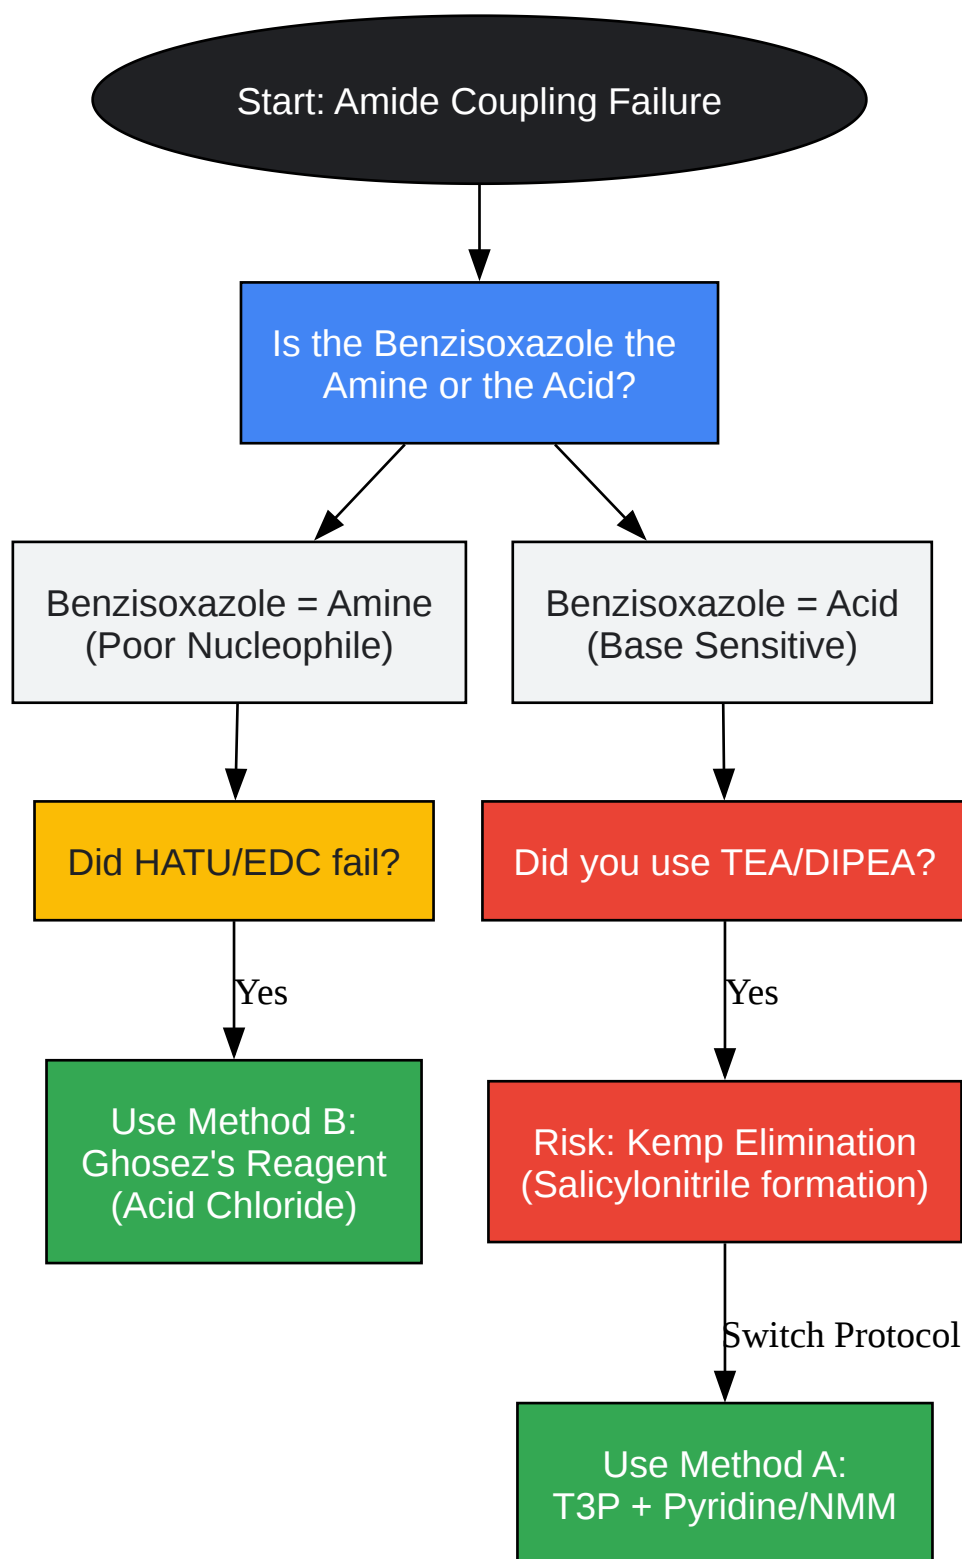 Start: Amide Coupling Failure
Is the Benzisoxazole the
Amine or the Acid?
Benzisoxazole = Amine
(Poor Nucleophile)
Benzisoxazole = Acid
(Base Sensitive)
Did HATU/EDC fail?
Did you use TEA/DIPEA?
Yes
Yes
Use Method B:
Ghosez's Reagent
(Acid Chloride)
Risk: Kemp Elimination
(Salicylonitrile formation)
Switch Protocol
Use Method A:
T3P + Pyridine/NMM